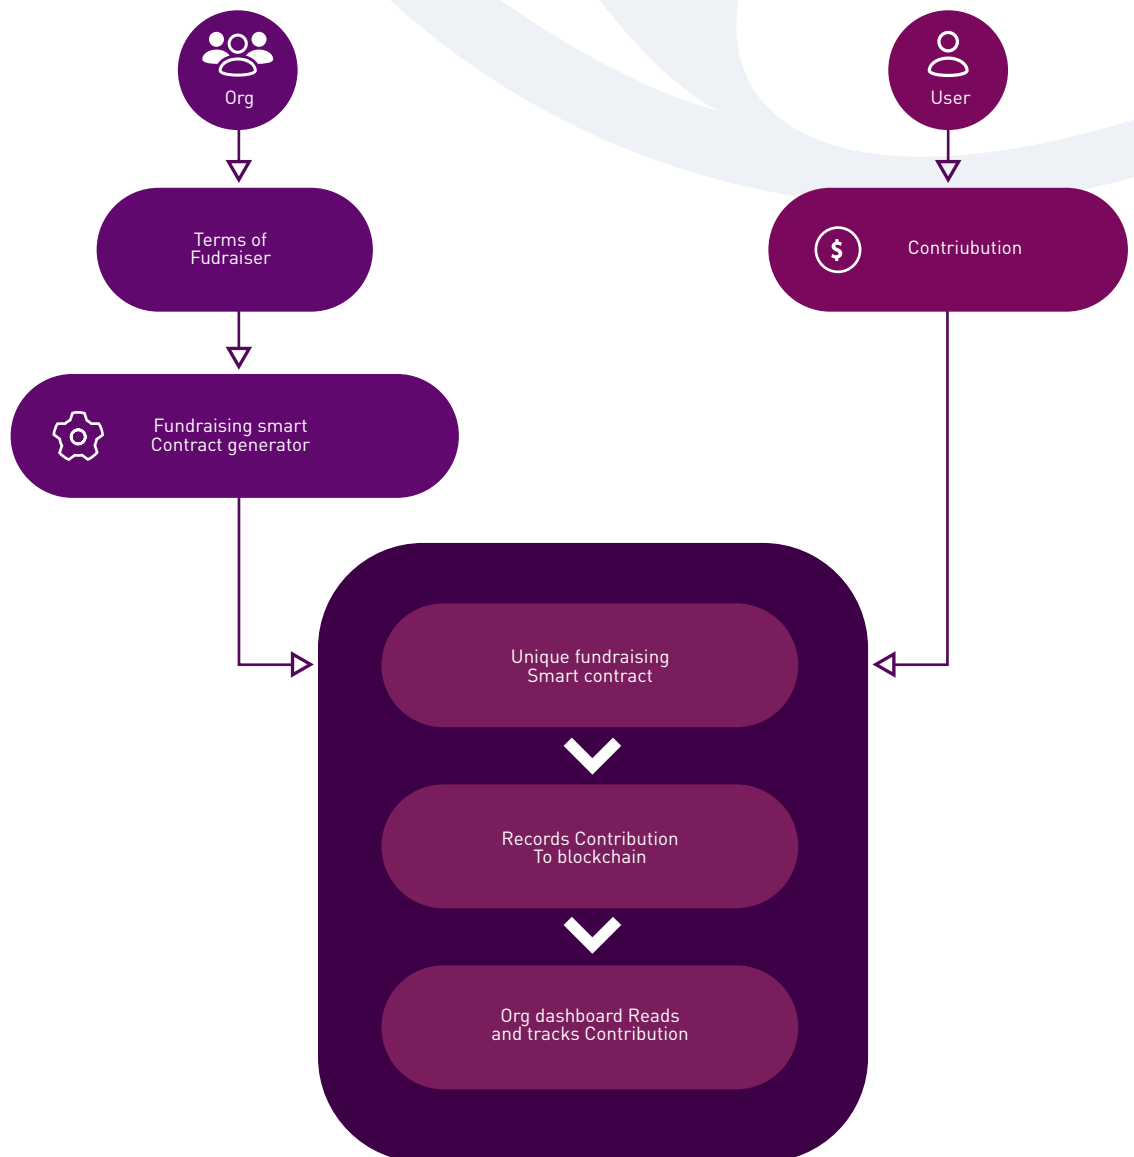 Org
User
Terms of
Fudraiser
$
Contriubution
Fundraising smart
Contract generator
Unique fundraising
Smart contract
Records Contribution
To blockchain
Org dashboard Reads
and tracks Contribution